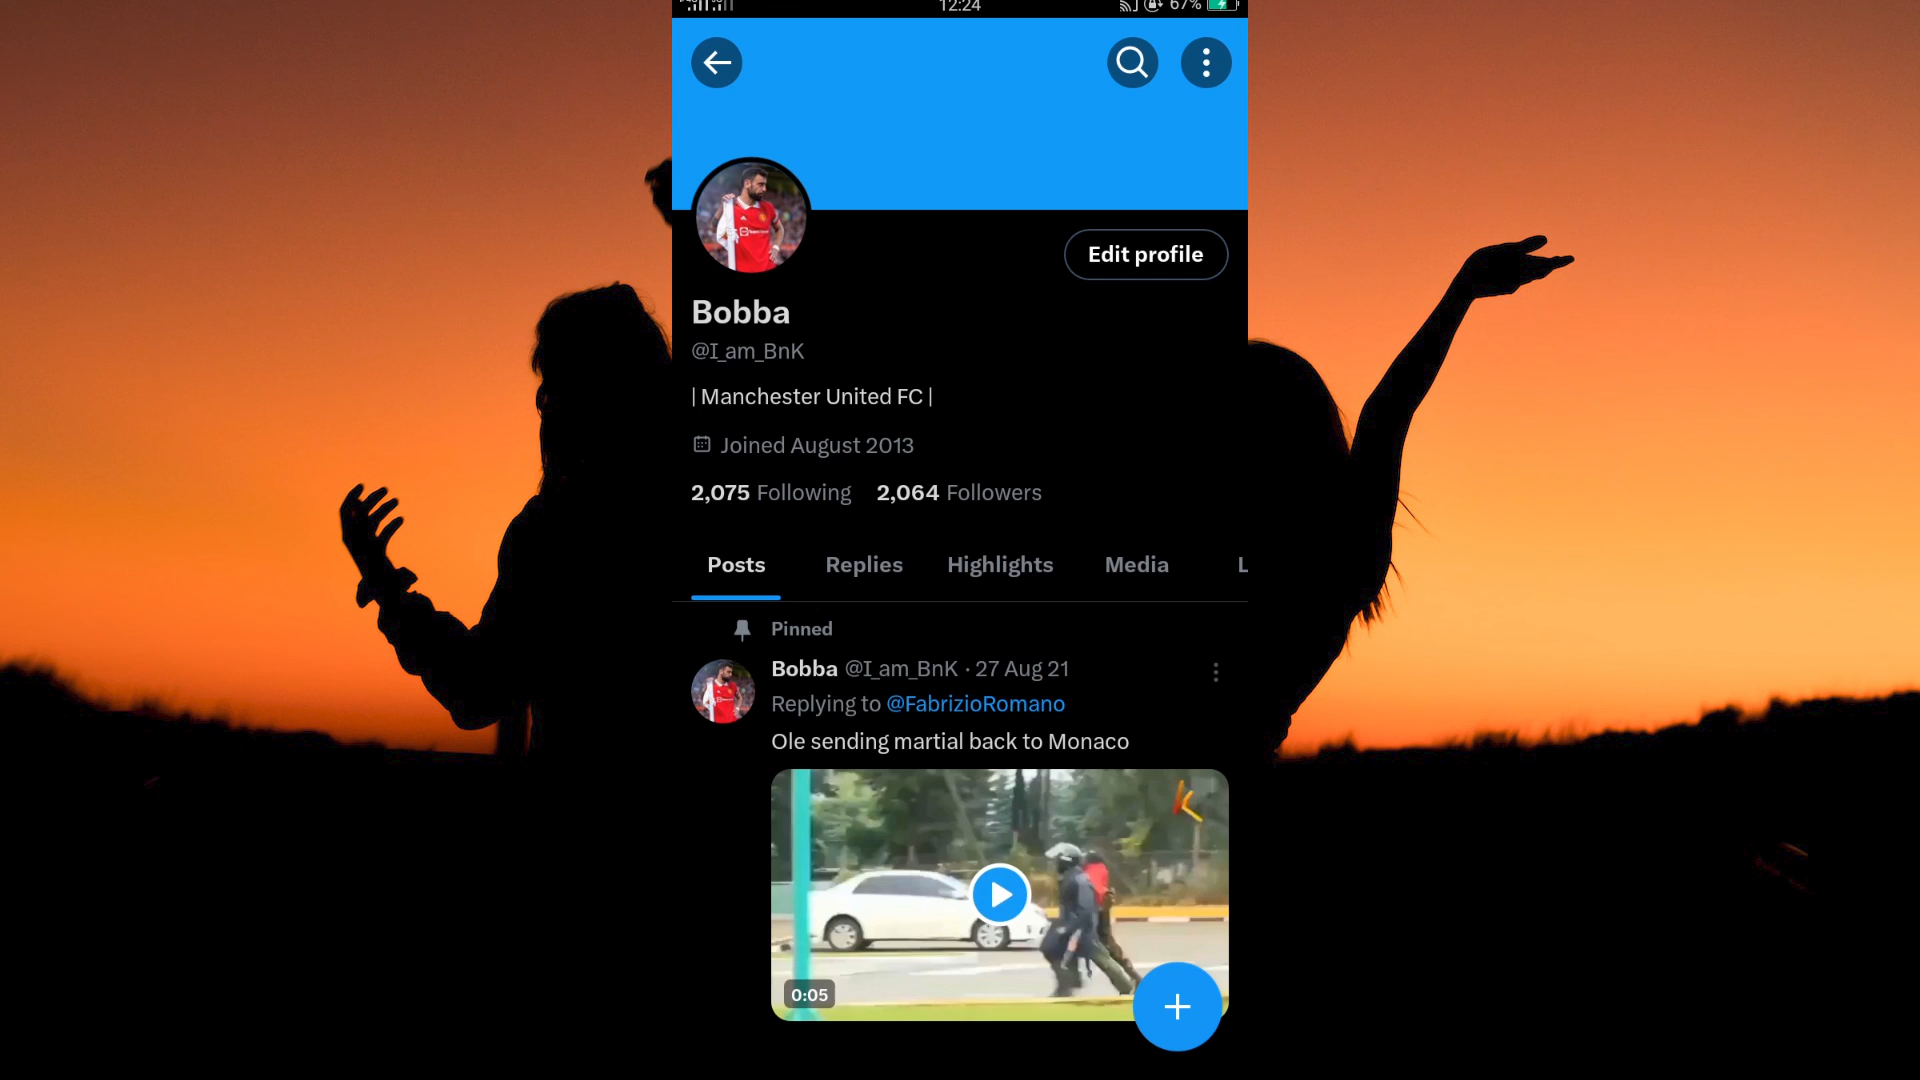 12:24
67%
Edit profile
Bobba
@I_am_BnK
| Manchester United FC |
Joined August 2013
2,075 Following 2,064 Followers
Posts Replies Highlights Media L
Pinned
Bobba @I_am_BnK · 27 Aug 21
Replying to @FabrizioRomano
Ole sending martial back to Monaco
0:05